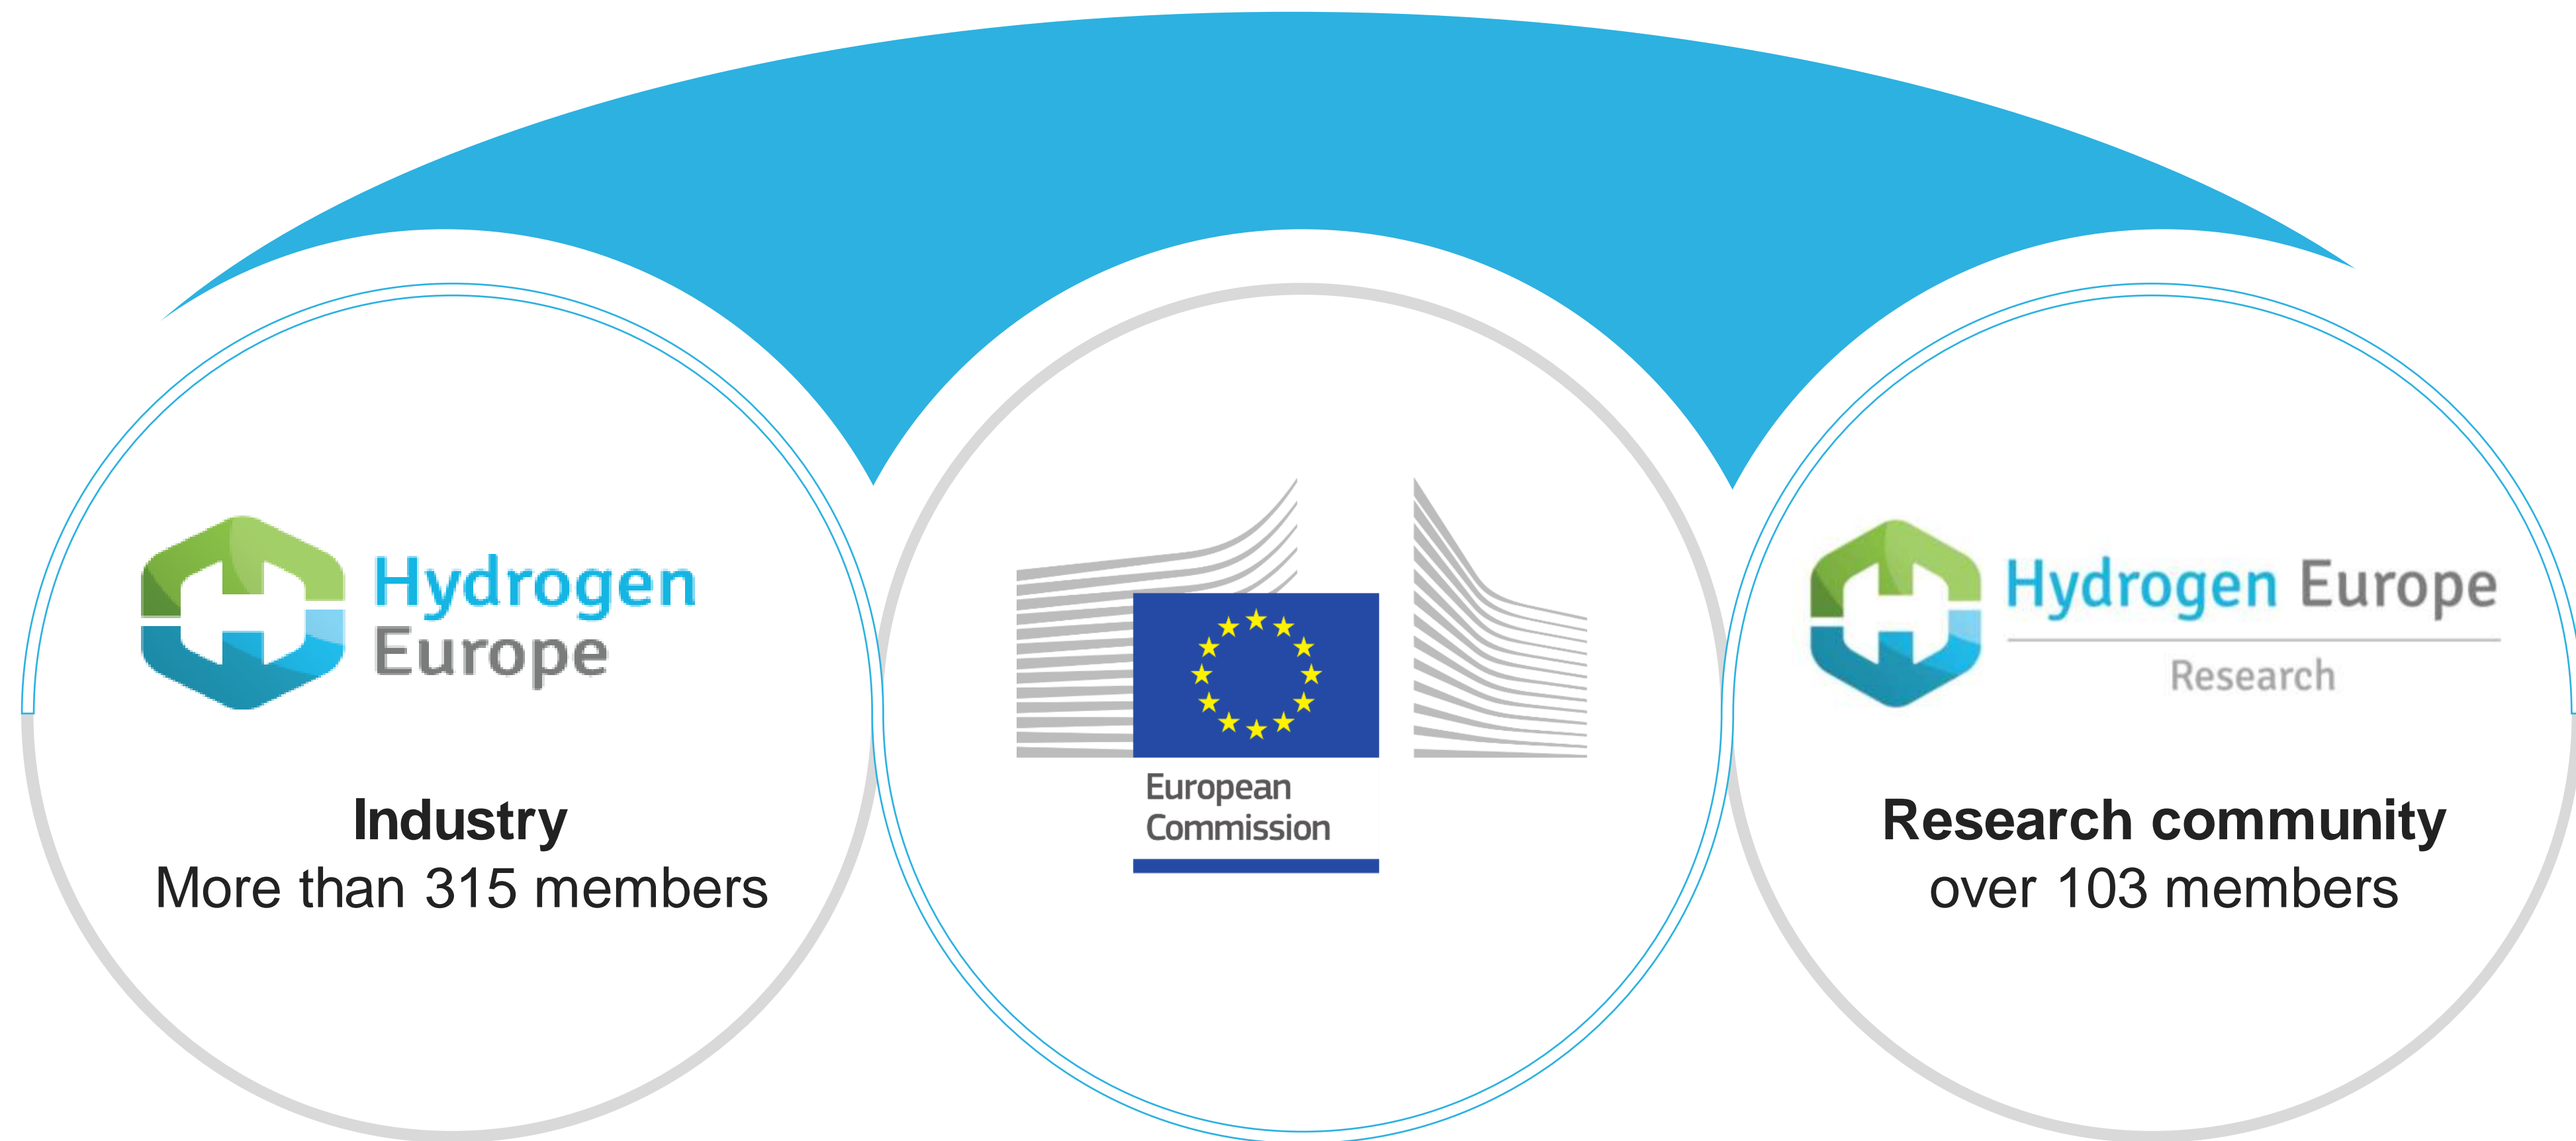 Hydrogen
Europe
Industry
More than 315 members
European
Commission
Hydrogen Europe
Research
Research community
over 103 members